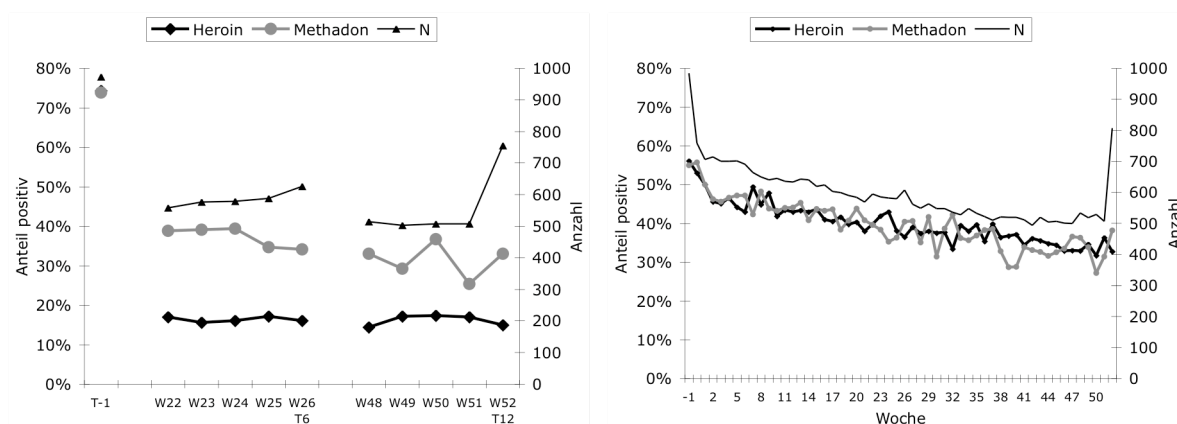 Heroin Methadon N
80% 1000
70% 900
60% 800
50% 700
40% 600
30% 500
20% 400
10% 300
0% 200
100
0
Anteil positiv
Anzahl
T-1 W22 W23 W24 W25 W26 W48 W49 W50 W51 W52
T6 T12
Heroin Methadon N
80% 1000
70% 900
60% 800
50% 700
40% 600
30% 500
20% 400
10% 300
0% 200
100
0
Anteil positiv
Anzahl
-1 2 5 8 11 14 17 20 23 26 29 32 35 38 41 44 47 50
Woche